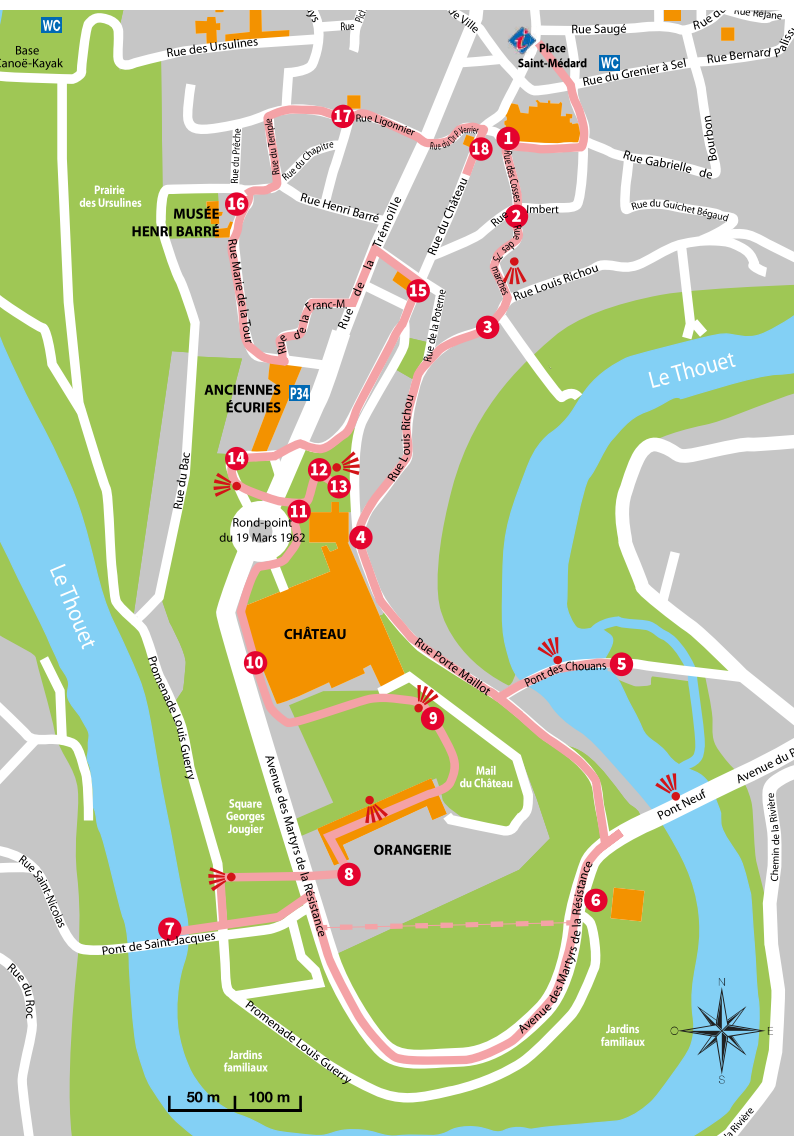 WC
Base
Canoë-Kayak
Rue des Ursulines
Rue
Place
Saint-Médard
Rue Saugé
WC
Rue du Grenier à Sel
Rue Réjane
Rue Bernard Palissy
Rue Gabrielle de Bourbon
Rue du Guichet Bégaud
17
Rue Ligonnier
Rue du Dr P. Verrier
18
1
Rue du Prêche
Rue du Temple
Rue du Chapitre
Rue Henri Barré
Prairie
des Ursulines
16
MUSÉE
HENRI BARRÉ
Rue Marie de la Tour
Rue de la Trémoille
Rue du Château
Rue des Cosses
2
Rue Imbert
Rue des 75 marches
Rue Louis Richou
3
15
Rue de la Poterne
Rue de la Franc-M.
Le Thouet
ANCIENNES
ÉCURIES
P34
Rue Louis Richou
Rue du Bac
14
12
13
11
Rond-point
du 19 Mars 1962
4
Le Thouet
CHÂTEAU
10
Rue Porte Maillot
Pont des Chouans
5
Promenade Louis Guerry
9
Mail
du Château
Avenue des Martyrs de la Résistance
Square
Georges
Jougier
ORANGERIE
8
Pont Neuf
Chemin de la Rivière
Rue Saint-Nicolas
7
Pont de Saint-Jacques
6
Avenue des Martyrs de la Résistance
Rue du Roc
Promenade Louis Guerry
Jardins
familiaux
Jardins
familiaux
N
O
E
S
50 m
100 m
la Rivière